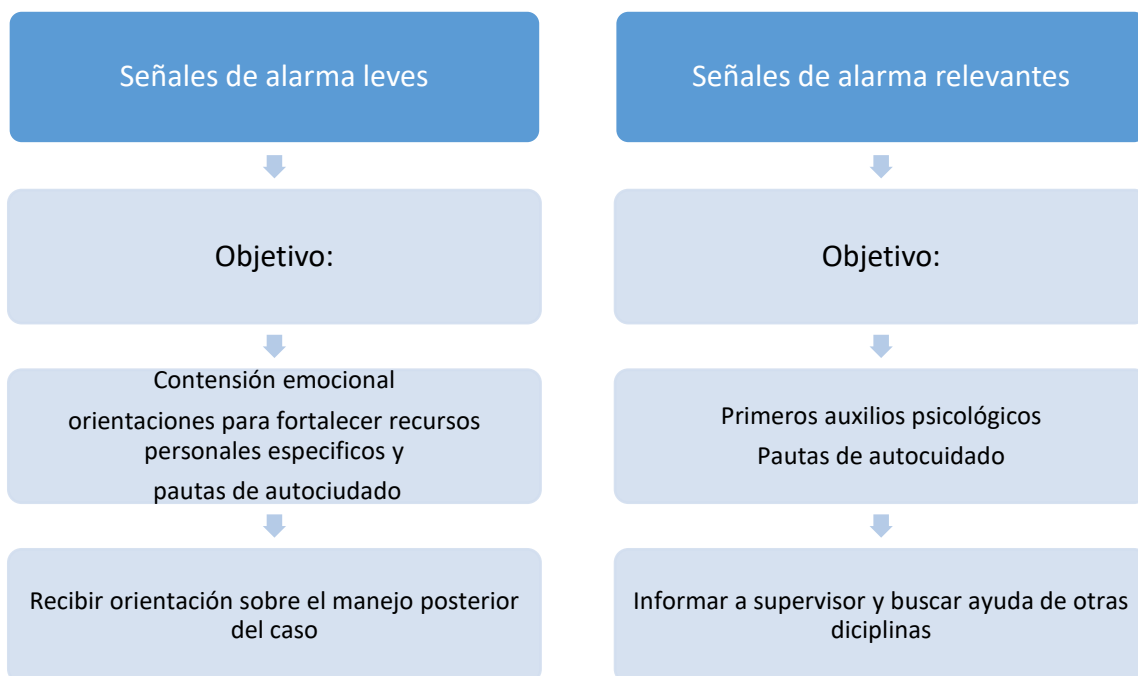 Señales de alarma leves
Objetivo:
Contensión emocional
orientaciones para fortalecer recursos
personales especificos y
pautas de autociudado
Recibir orientación sobre el manejo posterior
del caso
Señales de alarma relevantes
Objetivo:
Primeros auxilios psicológicos
Pautas de autocuidado
Informar a supervisor y buscar ayuda de otras
diciplinas